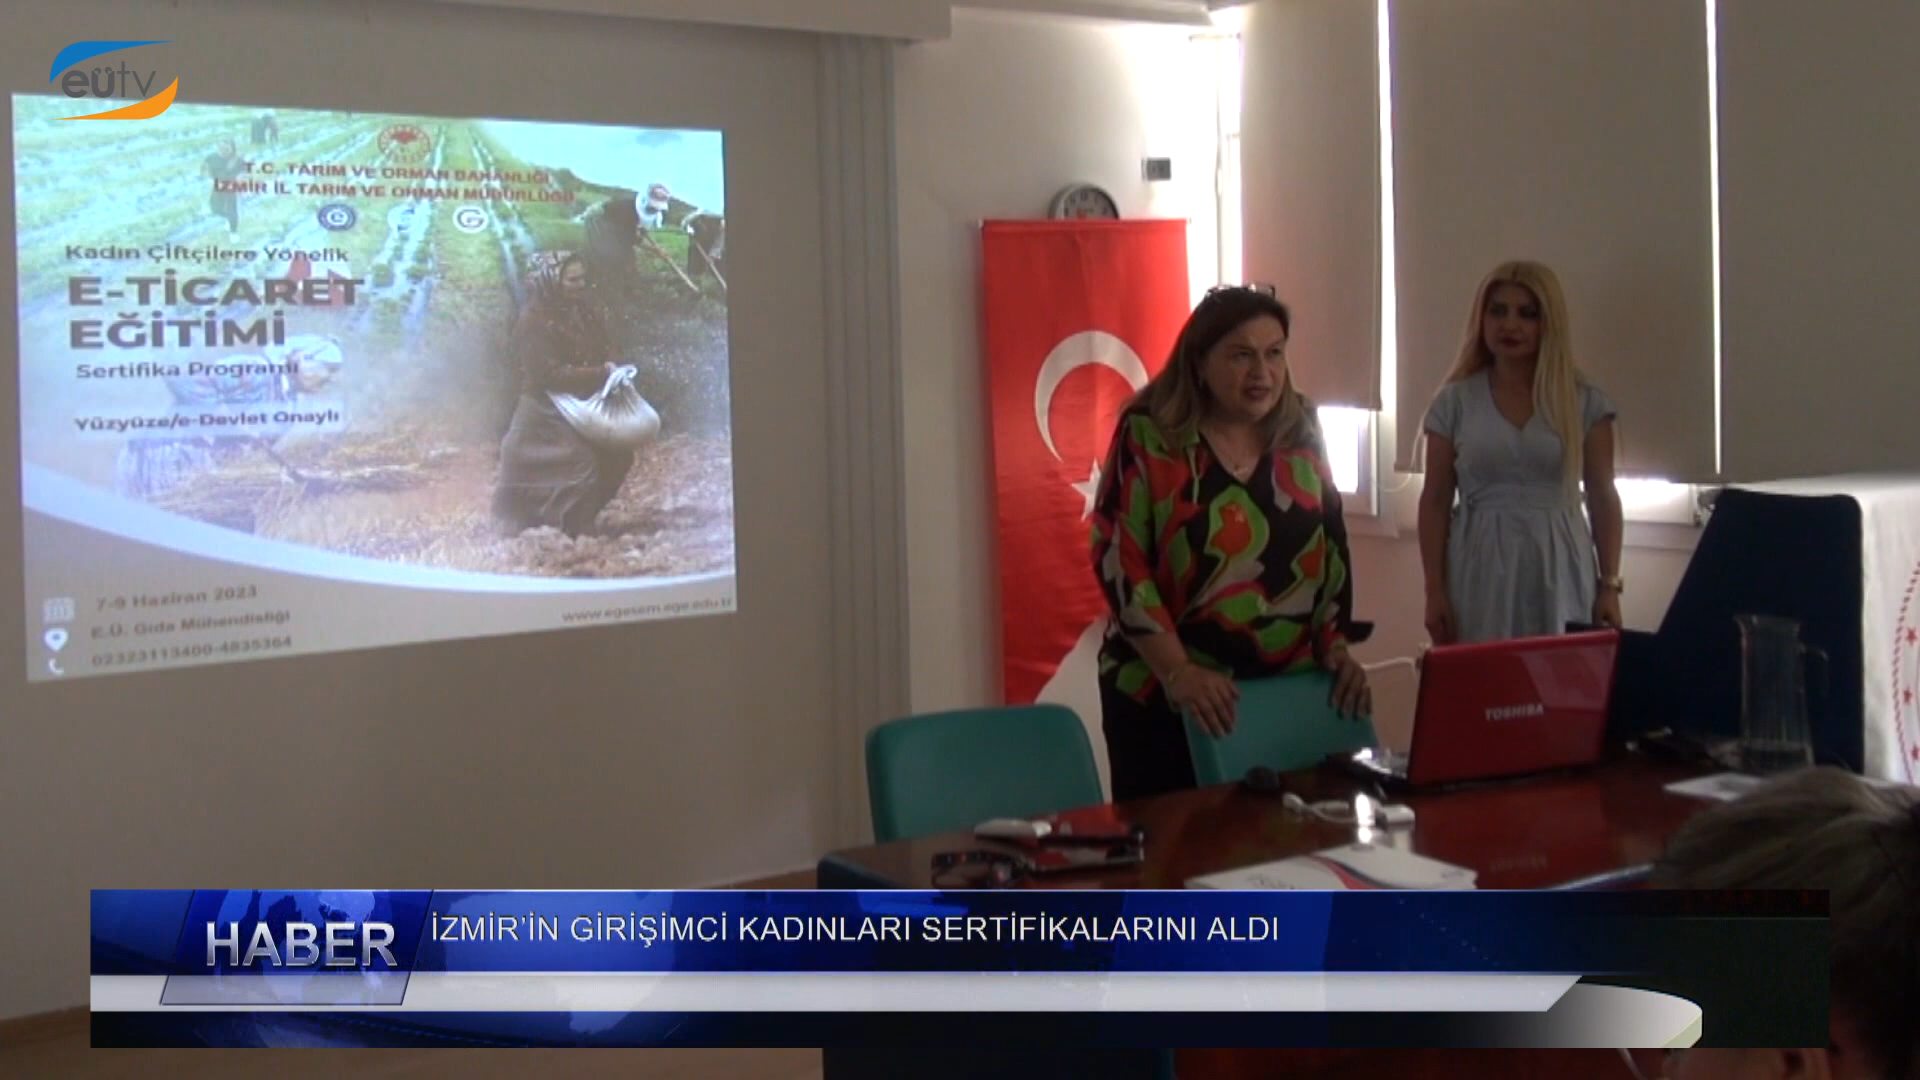 eütv
T.C. TARIM VE ORMAN BAKANLIĞI
İZMİR İL TARIM VE ORMAN MÜDÜRLÜĞÜ
Kadın Çiftçilere Yönelik
E-TİCARET
EĞİTİMİ
Sertifika Programı
Yüzyüze/e-Devlet Onaylı
7-9 Haziran 2023
E.Ü. Gıda Mühendisliği
02323113400-4835364
www.egesem.ege.edu.tr
TOSHIBA
HABER
İZMİR'İN GİRİŞİMCİ KADINLARI SERTİFİKALARINI ALDI